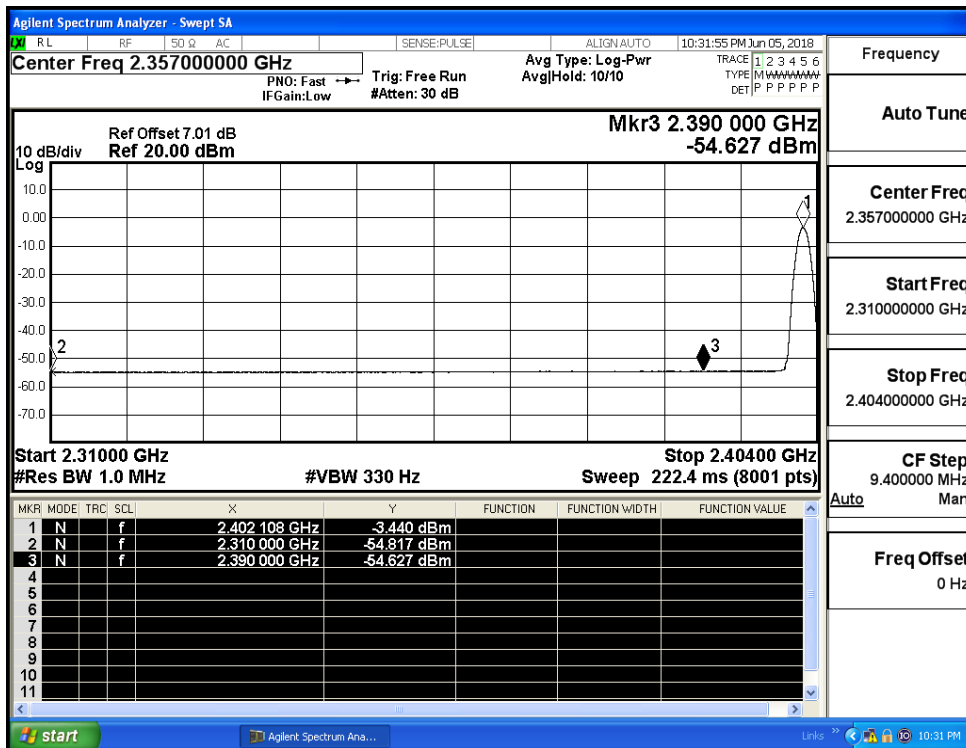 Agilent Spectrum Analyzer - Swept SA
LXI RL RF 50 Ω AC SENSE:PULSE ALIGN AUTO 10:31:55 PM Jun 05, 2018
Center Freq 2.357000000 GHz
PNO: Fast
IFGain:Low
Trig: Free Run
#Atten: 30 dB
Avg Type: Log-Pwr
Avg|Hold: 10/10
TRACE 1 2 3 4 5 6
TYPE M W W W W W
DET P P P P P P
Ref Offset 7.01 dB
10 dB/div Ref 20.00 dBm
Log
Mkr3 2.390 000 GHz
-54.627 dBm
10.0
0.00
-10.0
-20.0
-30.0
-40.0
-50.0
-60.0
-70.0
1
2
3
Start 2.31000 GHz Stop 2.40400 GHz
#Res BW 1.0 MHz #VBW 330 Hz Sweep 222.4 ms (8001 pts)
MKR MODE TRC SCL X Y FUNCTION FUNCTION WIDTH FUNCTION VALUE
1 N f 2.402 108 GHz -3.440 dBm
2 N f 2.310 000 GHz -54.817 dBm
3 N f 2.390 000 GHz -54.627 dBm
4
5
6
7
8
9
10
11
Frequency
Auto Tune
Center Freq
2.357000000 GHz
Start Freq
2.310000000 GHz
Stop Freq
2.404000000 GHz
CF Step
9.400000 MHz
Auto Man
Freq Offset
0 Hz
start Agilent Spectrum Ana... Links » 10:31 PM